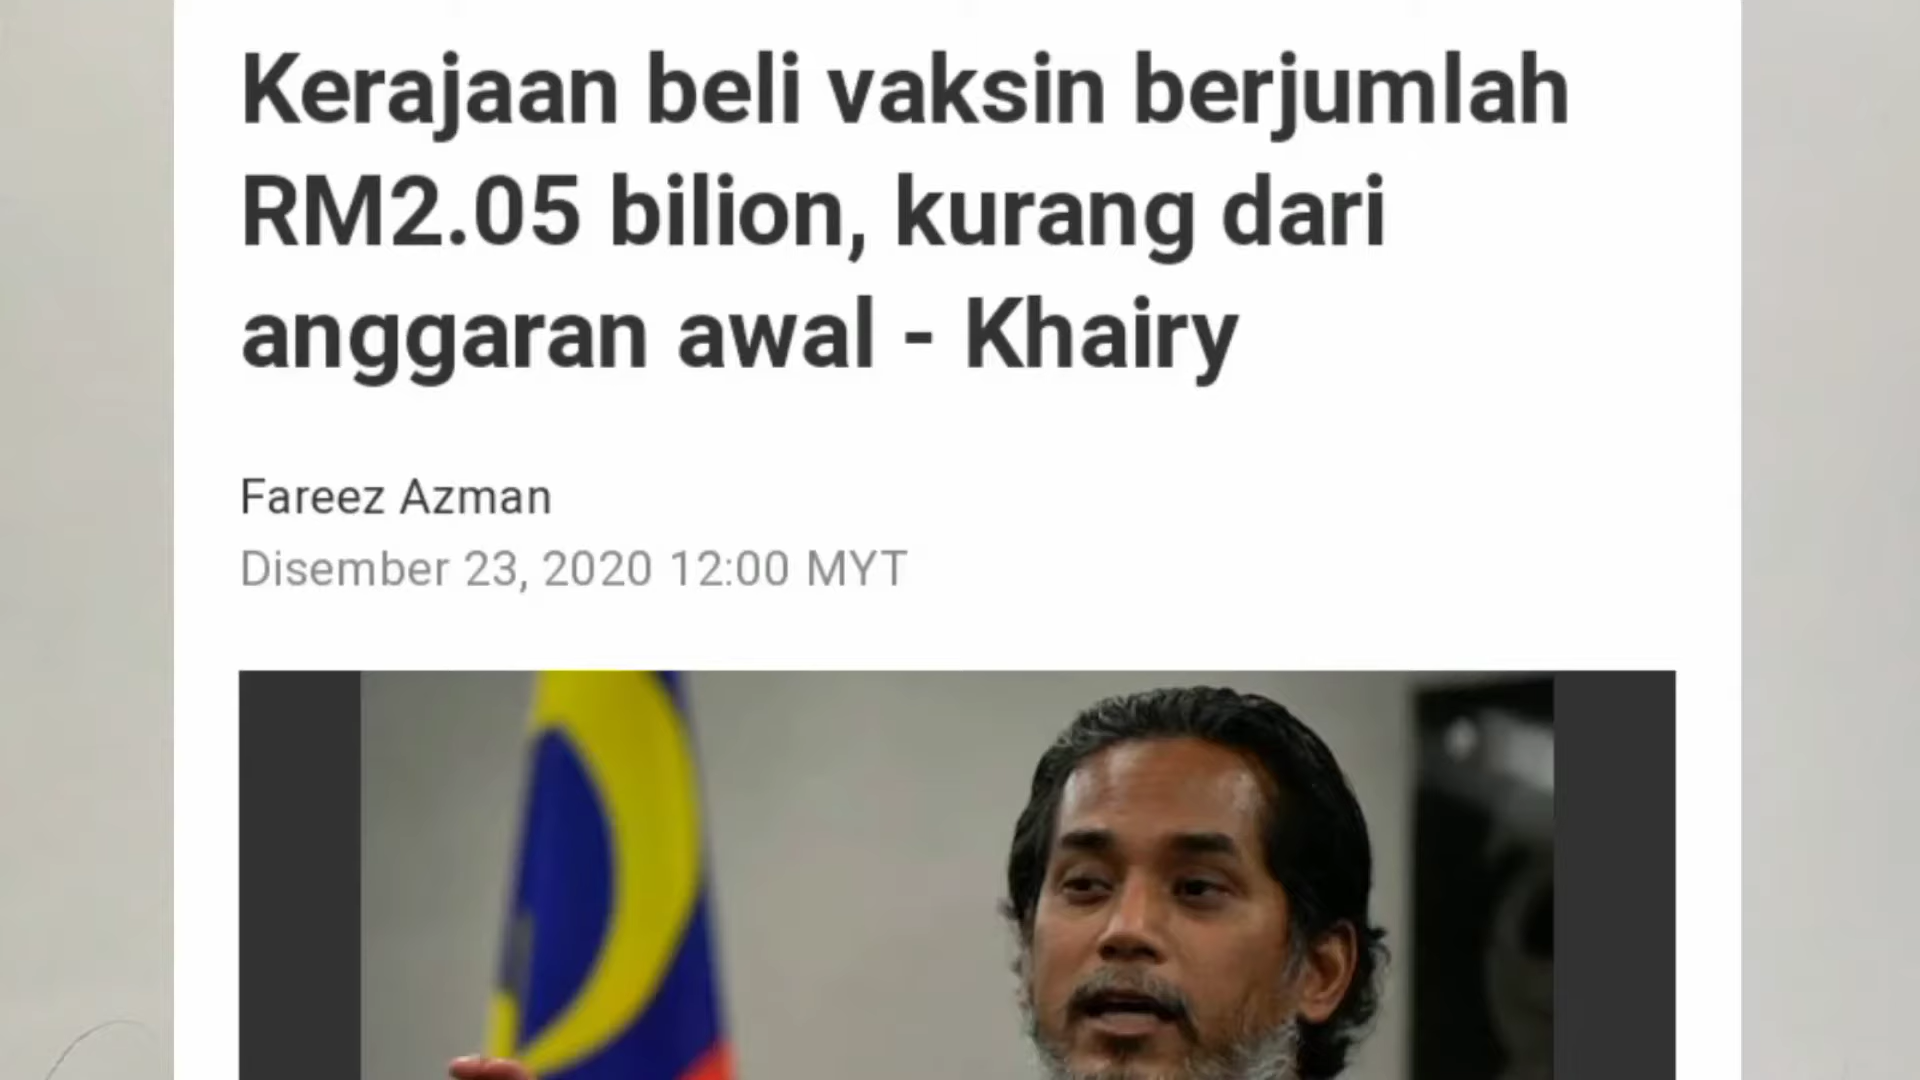 Kerajaan beli vaksin berjumlah
RM2.05 bilion, kurang dari
anggaran awal - Khairy
Fareez Azman
Disember 23, 2020 12:00 MYT